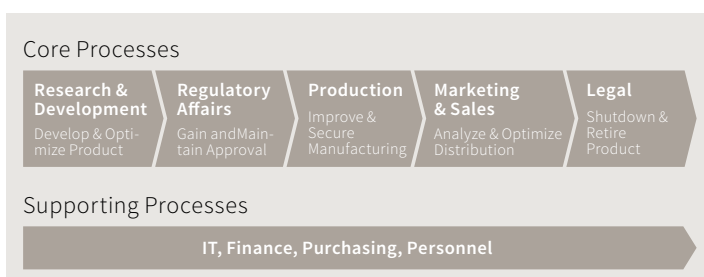 Core Processes
Research &
Development
Develop & Opti-
mize Product
Regulatory
Affairs
Gain andMain-
tain Approval
Production
Improve &
Secure
Manufacturing
Marketing
& Sales
Analyze & Optimize
Distribution
Legal
Shutdown &
Retire
Product
Supporting Processes
IT, Finance, Purchasing, Personnel